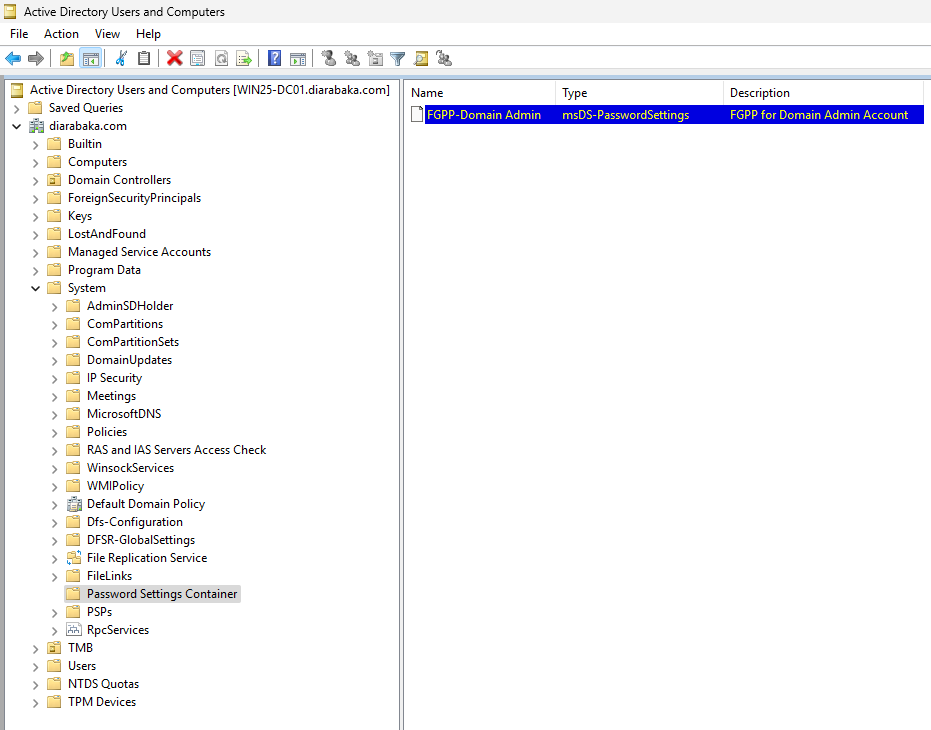 Active Directory Users and Computers
File Action View Help
Active Directory Users and Computers [WIN25-DC01.diarabaka.com]
Saved Queries
diarabaka.com
Builtin
Computers
Domain Controllers
ForeignSecurityPrincipals
Keys
LostAndFound
Managed Service Accounts
Program Data
System
AdminSDHolder
ComPartitions
ComPartitionSets
DomainUpdates
IP Security
Meetings
MicrosoftDNS
Policies
RAS and IAS Servers Access Check
WinsockServices
WMIPolicy
Default Domain Policy
Dfs-Configuration
DFSR-GlobalSettings
File Replication Service
FileLinks
Password Settings Container
PSPs
RpcServices
TMB
Users
NTDS Quotas
TPM Devices
Name Type Description
FGPP-Domain Admin msDS-PasswordSettings FGPP for Domain Admin Account